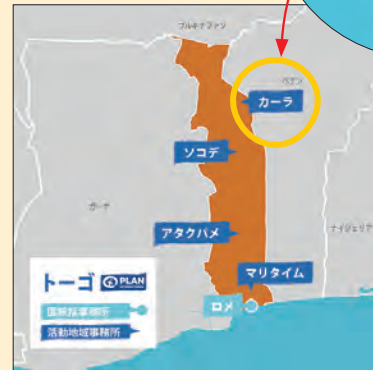 ブルキナファソ
ベナン
カーラ
ソコデ
ガーナ
アタクパメ
ナイジェリア
マリタイム
ロメ
トーゴ PLAN
国統括事務所
活動地域事務所